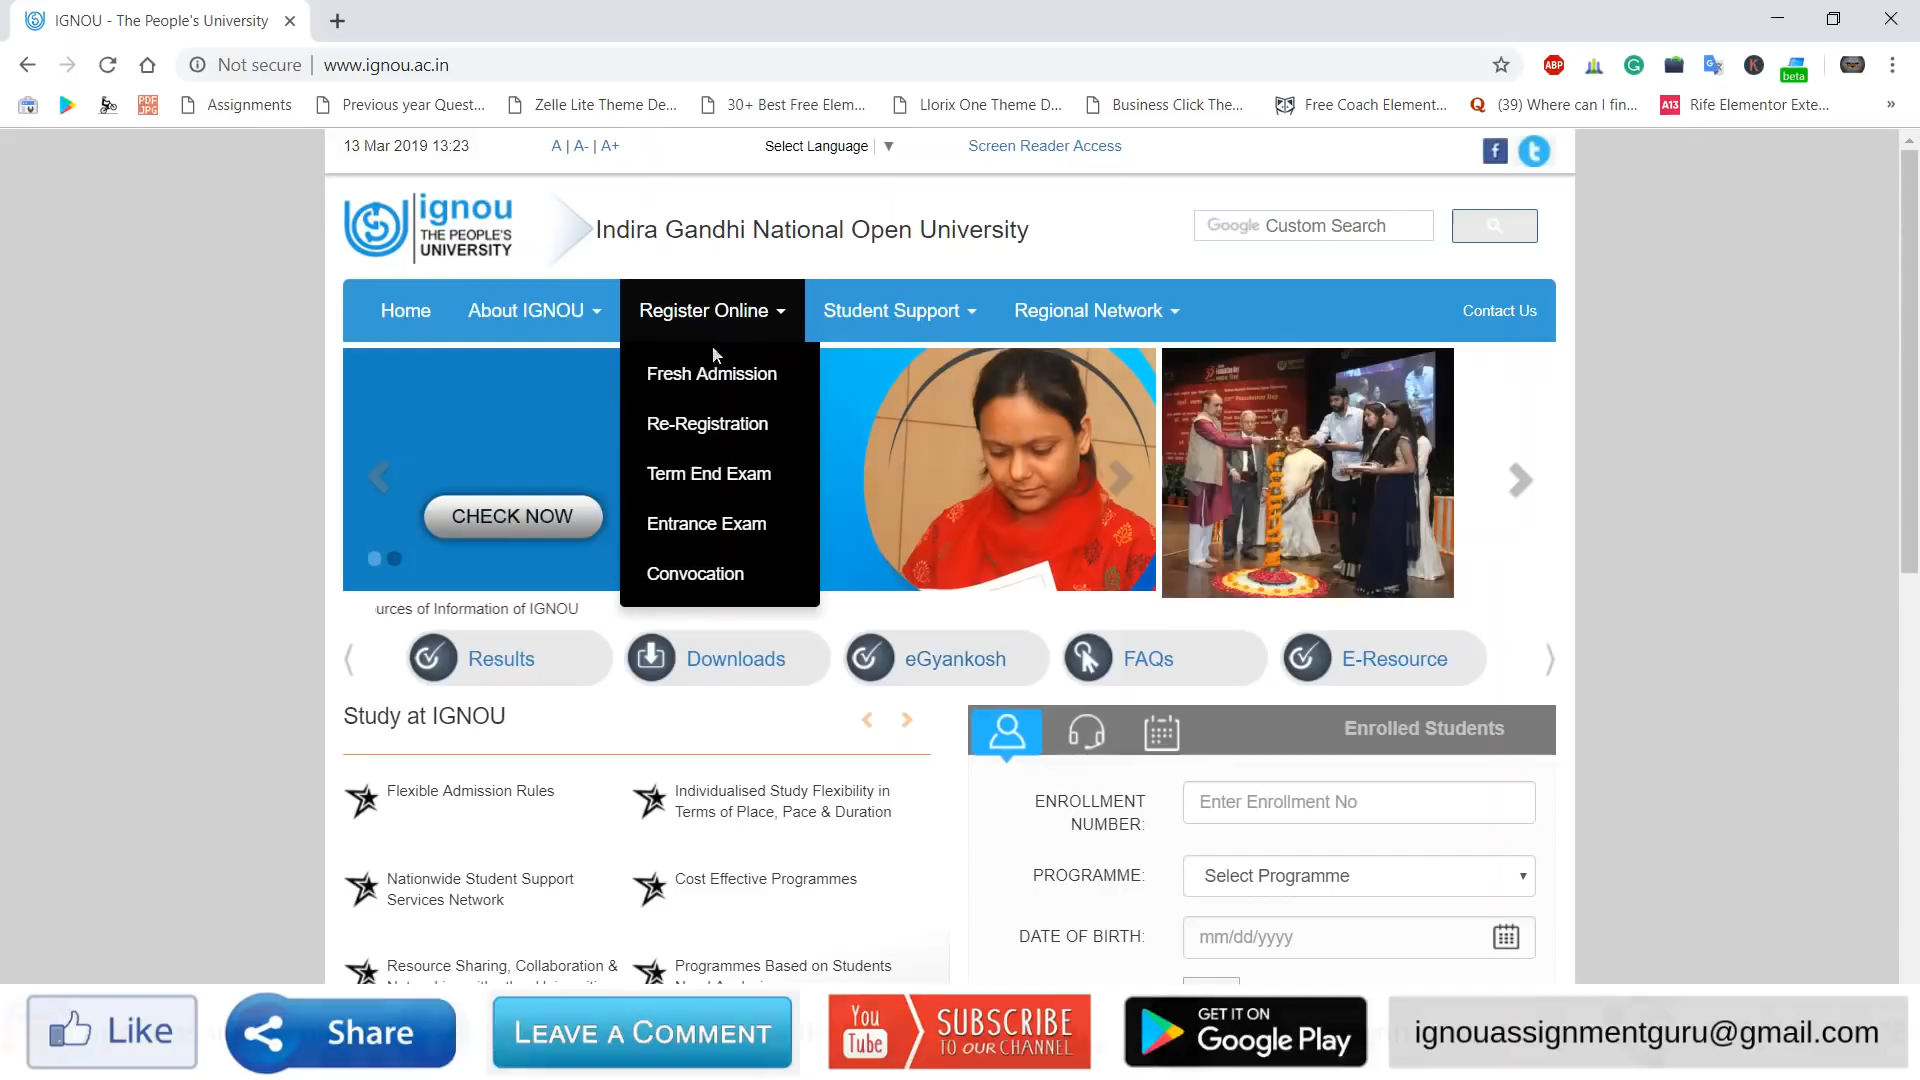 IGNOU - The People's University
Not secure | www.ignou.ac.in
ABP
beta
PDF
JPG
Assignments
Previous year Quest...
Zelle Lite Theme De...
30+ Best Free Elem...
Llorix One Theme D...
Business Click The...
Free Coach Element...
(39) Where can I fin...
A13
Rife Elementor Exte...
13 Mar 2019 13:23
A | A- | A+
Select Language
Screen Reader Access
ignou
THE PEOPLE'S
UNIVERSITY
Indira Gandhi National Open University
Google Custom Search
Home
About IGNOU
Register Online
Student Support
Regional Network
Contact Us
Fresh Admission
Re-Registration
Term End Exam
Entrance Exam
Convocation
CHECK NOW
urces of Information of IGNOU
Results
Downloads
eGyankosh
FAQs
E-Resource
Study at IGNOU
Enrolled Students
Flexible Admission Rules
Individualised Study Flexibility in
Terms of Place, Pace & Duration
Nationwide Student Support
Services Network
Cost Effective Programmes
Resource Sharing, Collaboration &
Programmes Based on Students
ENROLLMENT
NUMBER:
Enter Enrollment No
PROGRAMME:
Select Programme
DATE OF BIRTH:
mm/dd/yyyy
Like
Share
LEAVE A COMMENT
You
Tube
SUBSCRIBE
TO OUR CHANNEL
GET IT ON
Google Play
ignouassignmentguru@gmail.com